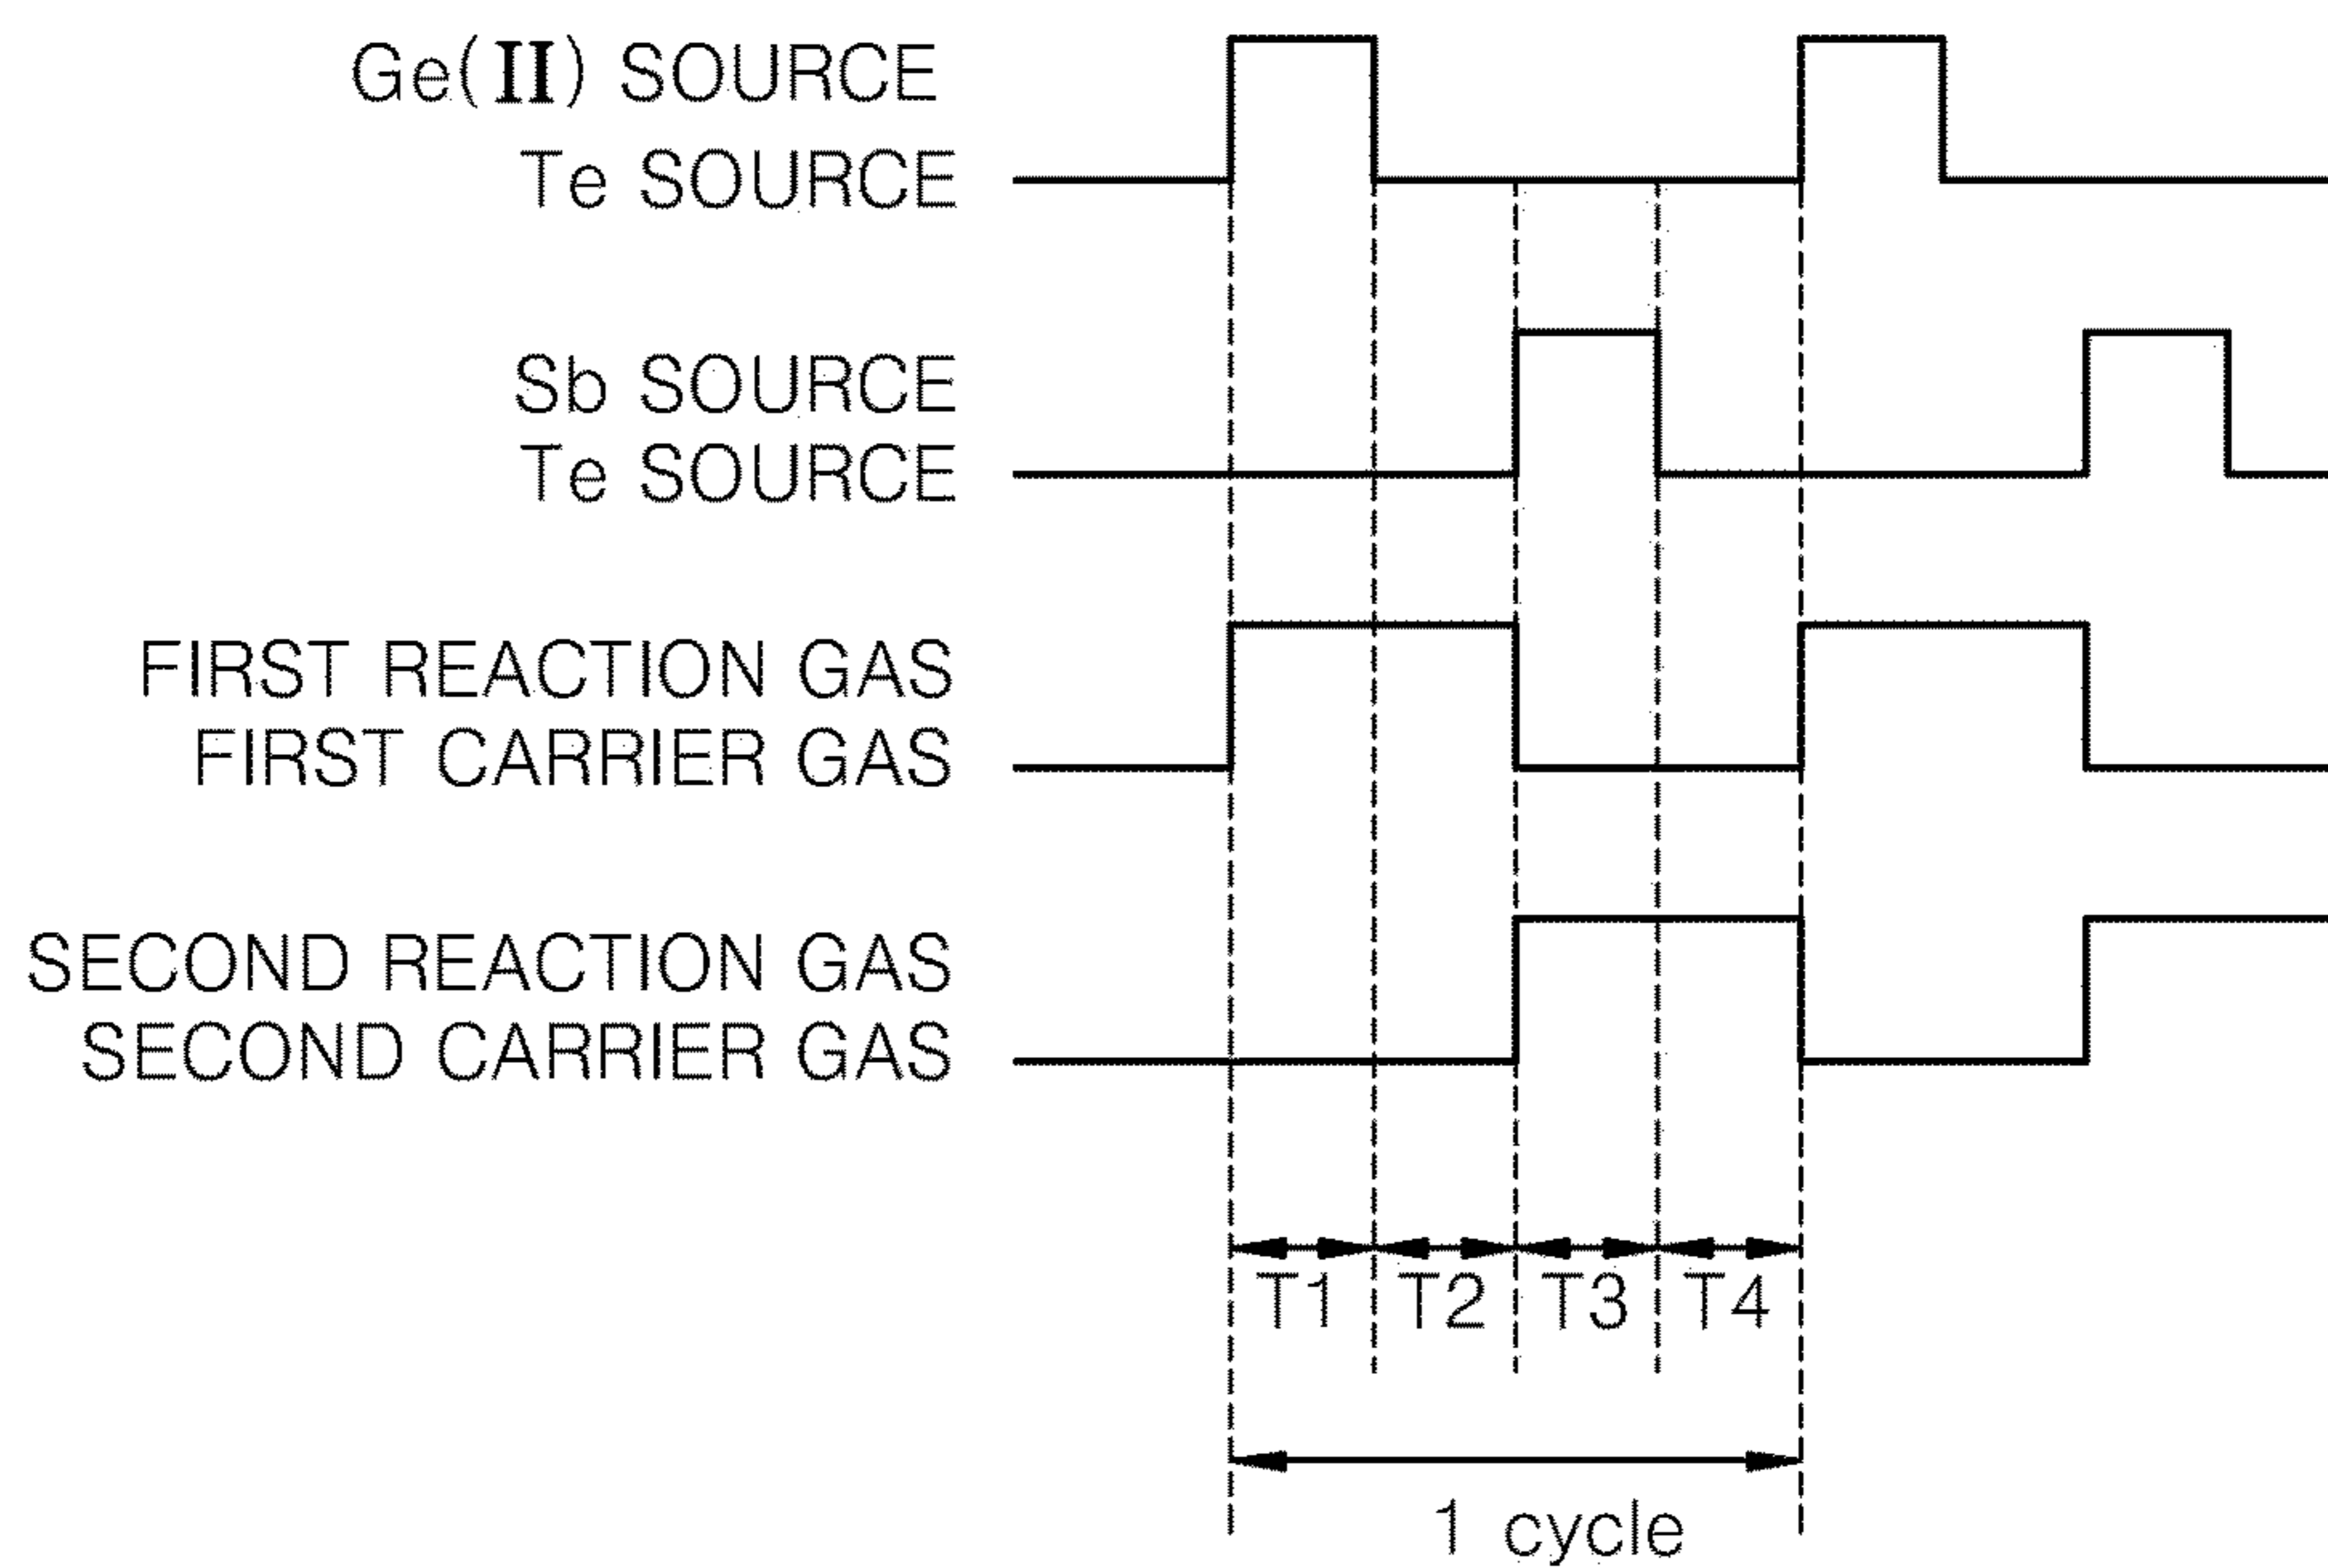 Ge(II) SOURCE
Te SOURCE
Sb SOURCE
Te SOURCE
FIRST REACTION GAS
FIRST CARRIER GAS
SECOND REACTION GAS
SECOND CARRIER GAS
T1 T2 T3 T4
1 cycle